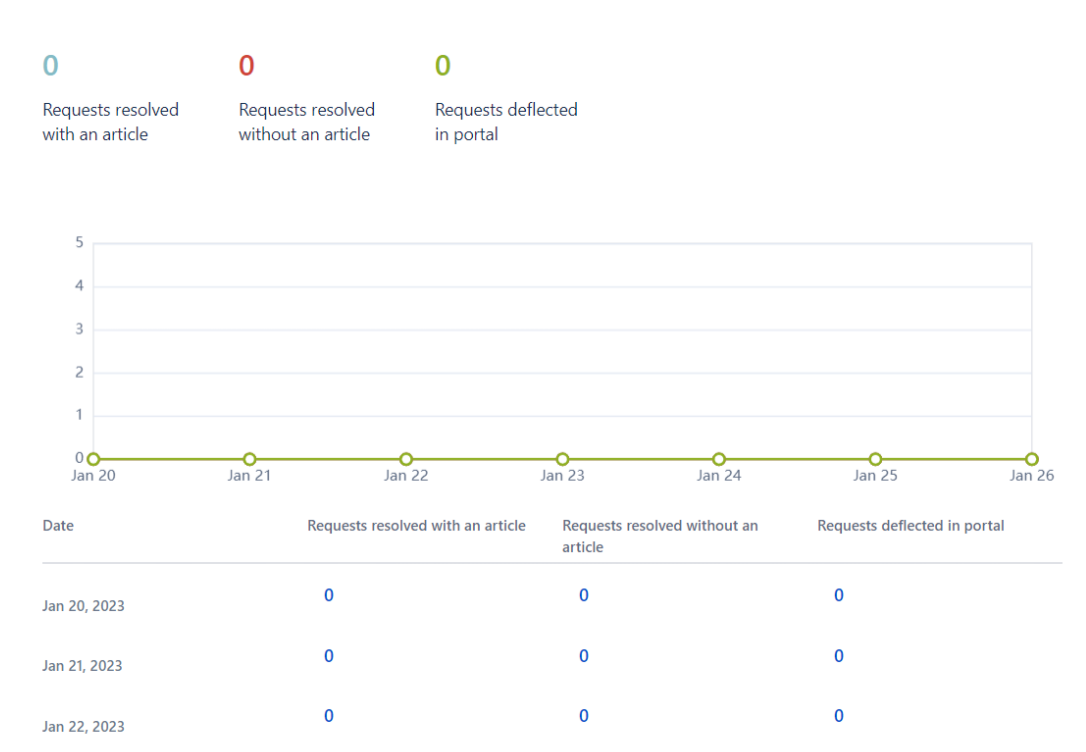 0 0 0
Requests resolved Requests resolved Requests deflected
with an article without an article in portal
5
4
3
2
1
0
Jan 20 Jan 21 Jan 22 Jan 23 Jan 24 Jan 25 Jan 26
Date Requests resolved with an article Requests resolved without an Requests deflected in portal
article
Jan 20, 2023 0 0 0
Jan 21, 2023 0 0 0
Jan 22, 2023 0 0 0